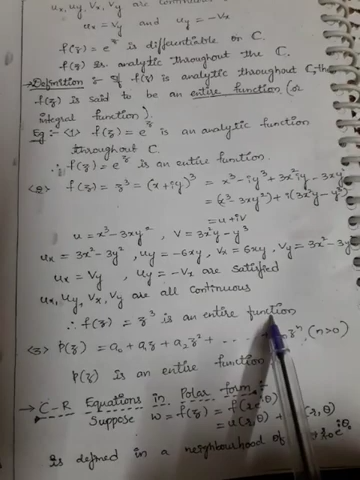 ux, uy, Vx, Vy are continuous
ux = Vy and uy = -Vx
f(z) = e^z is differentiable on C.
f(z) is analytic throughout the C.
→ Definition :- If f(z) is analytic throughout C, the
f(z) is said to be an entire function (or
integral function).
Eg :- <1> f(z) = e^z is an analytic function
throughout C.
∴ f(z) = e^z is an entire funtion.
<2> f(z) = z^3 = (x+iy)^3 = x^3 - iy^3 + 3x^2iy - 3xy^2
= (x^3 - 3xy^2) + i(3x^2y - y^3)
= u+iv
u = x^3 - 3xy^2, V = 3x^2y - y^3
ux = 3x^2 - 3y^2, uy = -6xy, Vx = 6xy, Vy = 3x^2 - 3y
ux = Vy, uy = -Vx are satisfied
ux, uy, Vx, Vy are all continuous
∴ f(z) = z^3 is an entire function
<3> P(z) = a0 + a1z + a2z^2 + ..... z^n, (n>0)
P(z) is an entire function
→ C-R Equations in Polar form :-
Suppose w = f(z) = f(re^iθ)
= u(r,θ) + (r,θ)
is defined in a neighbourhood of r0e^iθ